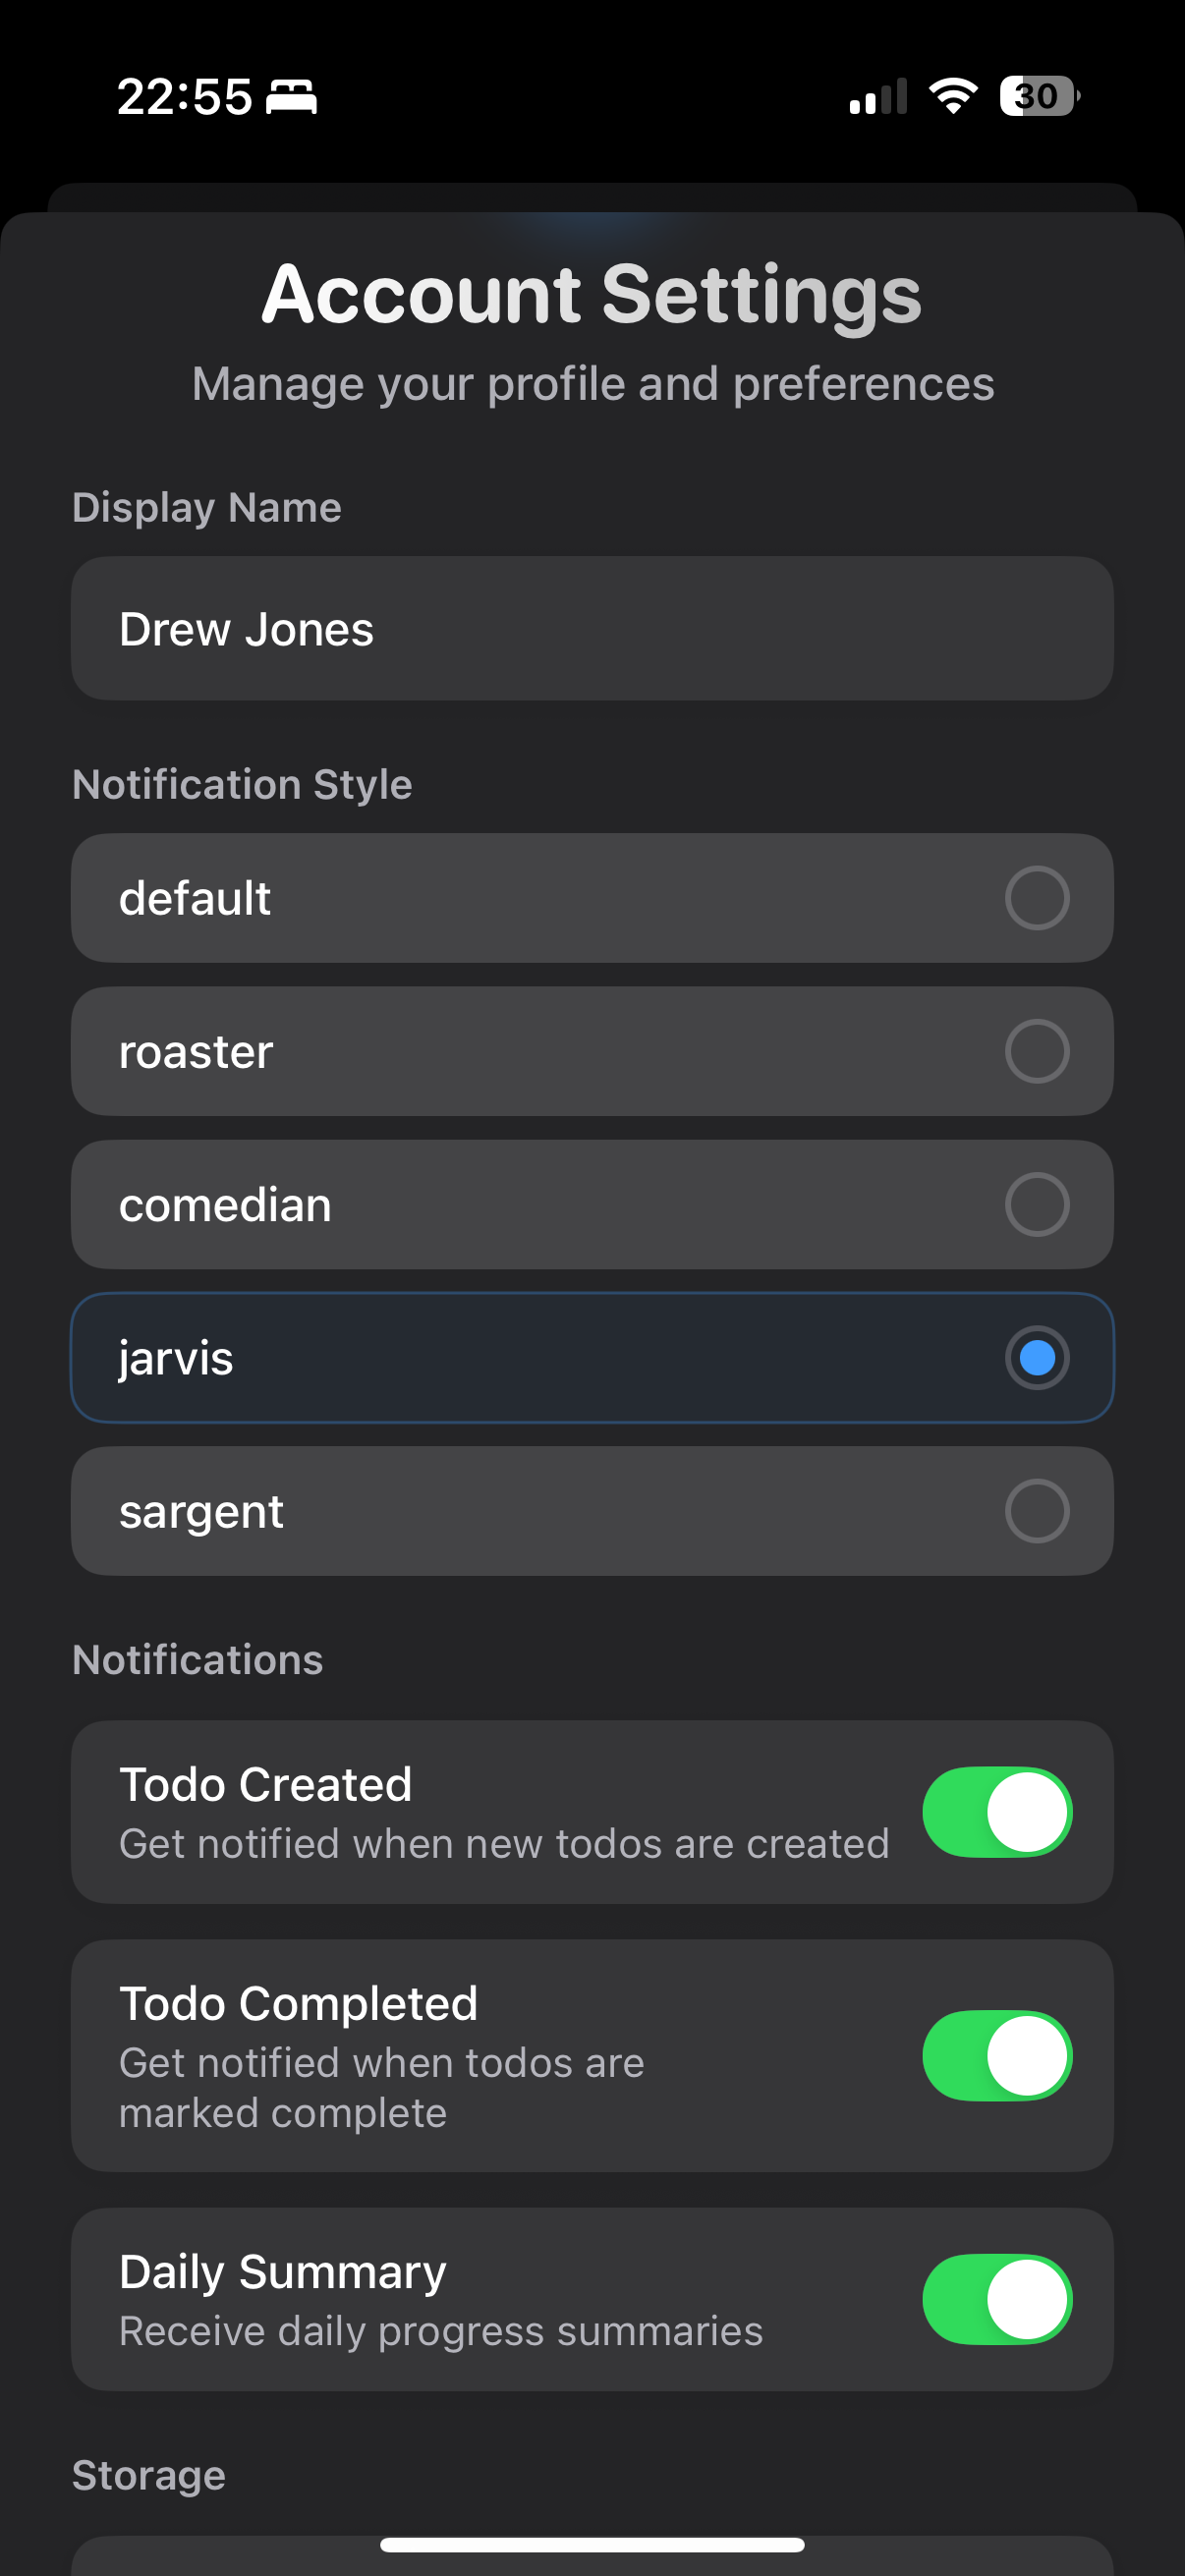 22:55
30
Account Settings
Manage your profile and preferences
Display Name
Drew Jones
Notification Style
default
roaster
comedian
jarvis
sargent
Notifications
Todo Created
Get notified when new todos are created
Todo Completed
Get notified when todos are
marked complete
Daily Summary
Receive daily progress summaries
Storage